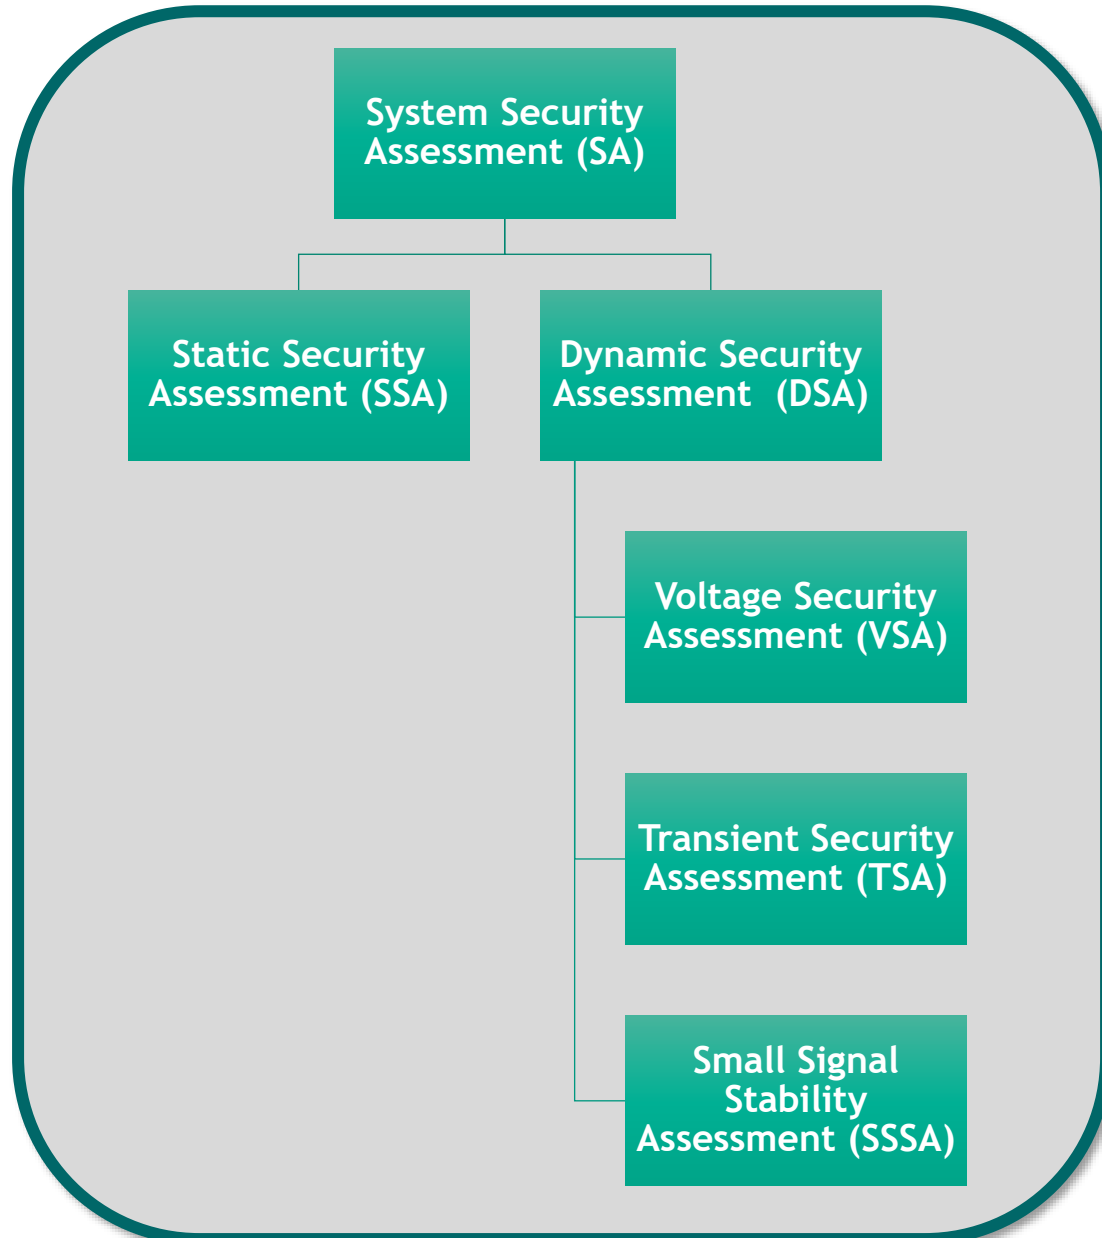 System Security
Assessment (SA)
Static Security
Assessment (SSA)
Dynamic Security
Assessment  (DSA)
Voltage Security
Assessment (VSA)
Transient Security
Assessment (TSA)
Small Signal
Stability
Assessment (SSSA)